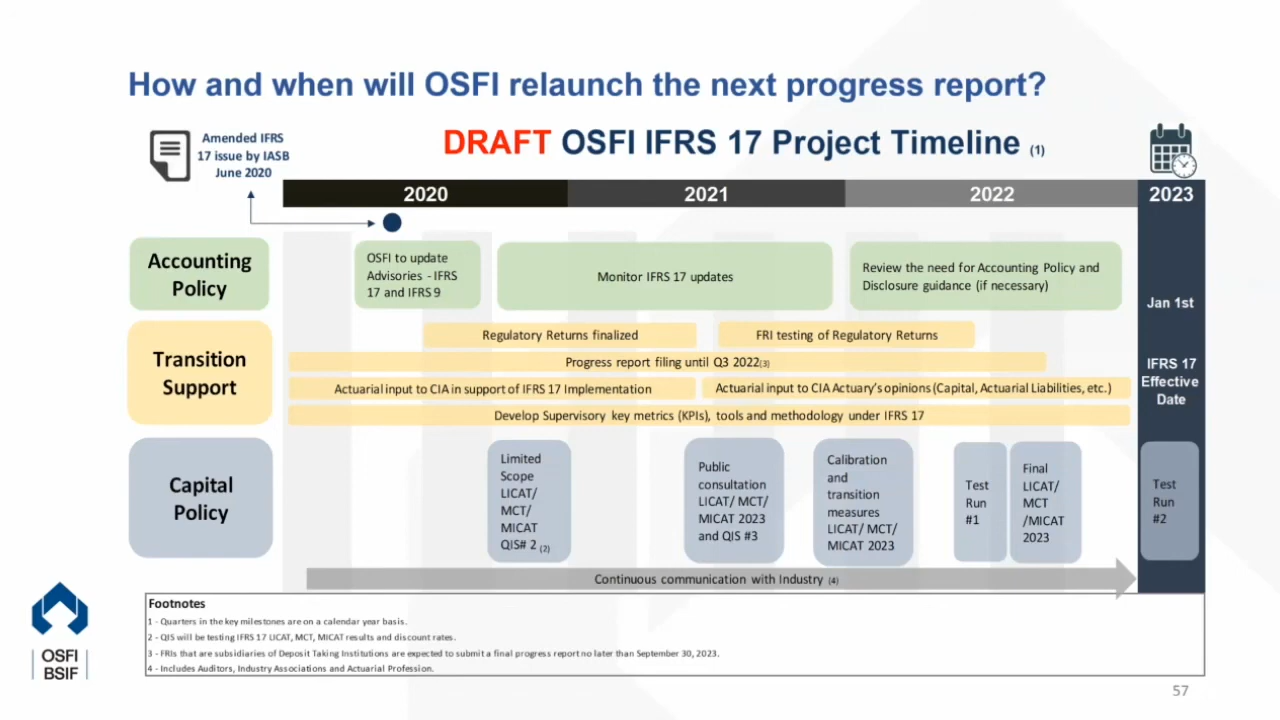 How and when will OSFI relaunch the next progress report?
Amended IFRS
17 issue by IASB
June 2020
DRAFT OSFI IFRS 17 Project Timeline (1)
2020
2021
2022
2023
Accounting
Policy
OSFI to update
Advisories - IFRS
17 and IFRS 9
Monitor IFRS 17 updates
Review the need for Accounting Policy and
Disclosure guidance (if necessary)
Jan 1st
IFRS 17
Effective
Date
Transition
Support
Regulatory Returns finalized
FRI testing of Regulatory Returns
Progress report filing until Q3 2022(3)
Actuarial input to CIA in support of IFRS 17 Implementation
Actuarial input to CIA Actuary's opinions (Capital, Actuarial Liabilities, etc.)
Develop Supervisory key metrics (KPIs), tools and methodology under IFRS 17
Capital
Policy
Limited
Scope
LICAT/
MCT/
MICAT
QIS# 2 (2)
Public
consultation
LICAT/ MCT/
MICAT 2023
and QIS #3
Calibration
and
transition
measures
LICAT/ MCT/
MICAT 2023
Test
Run
#1
Final
LICAT/
MCT
/MICAT
2023
Test
Run
#2
Continuous communication with Industry (4)
Footnotes
1 - Quarters in the key milestones are on a calendar year basis.
2 - QIS will be testing IFRS 17 LICAT, MCT, MICAT results and discount rates.
3 - FRIs that are subsidiaries of Deposit Taking Institutions are expected to submit a final progress report no later than September 30, 2023.
4 - Includes Auditors, Industry Associations and Actuarial Profession.
OSFI
BSIF
57